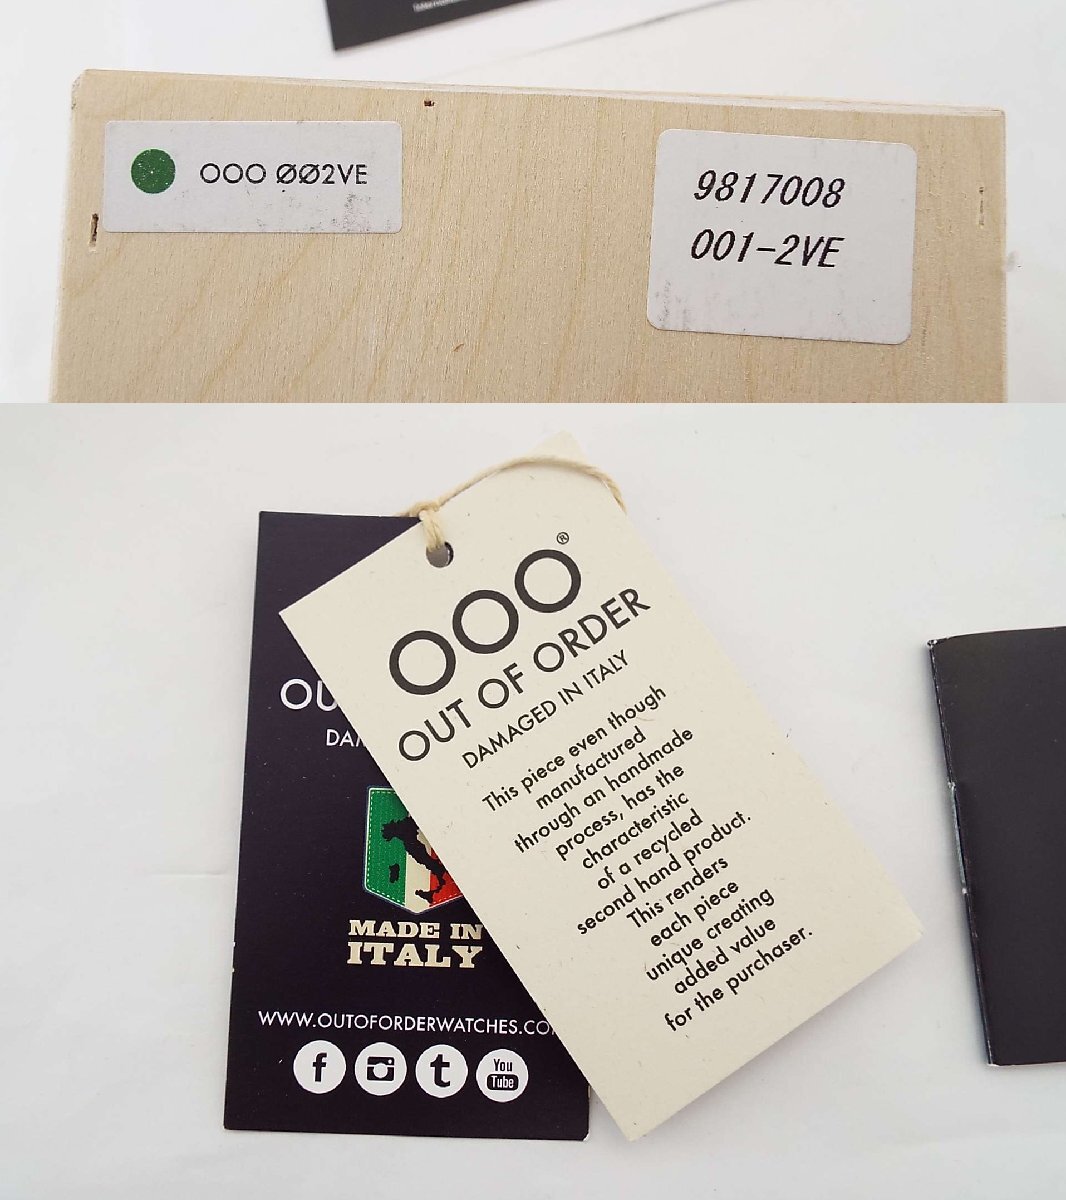 OOO ØØ2VE
9817008
001-2VE
OOO®
OUT OF ORDER
DAMAGED IN ITALY
This piece even though
manufactured
through an handmade
process, has the
characteristic
of a recycled
second hand product.
This renders
each piece
unique creating
added value
for the purchaser.
OU
DAM
MADE IN
ITALY
WWW.OUTOFORDERWATCHES.CO
f
t
You
Tube